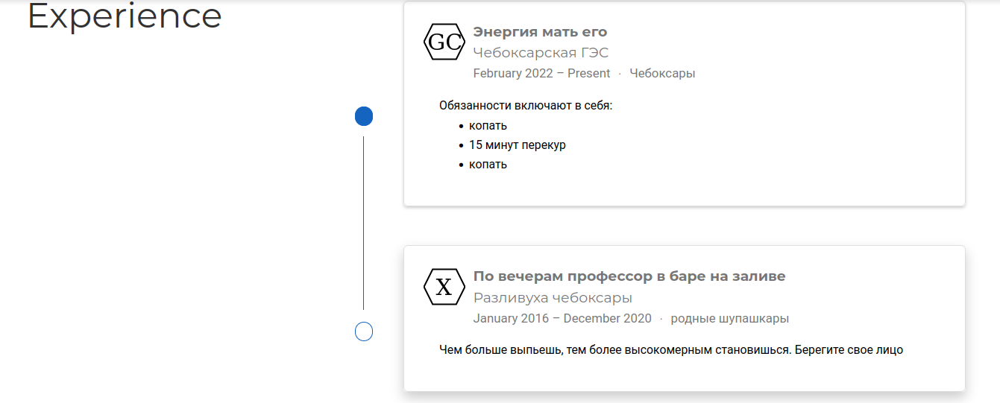 Experience
GC
Энергия мать его
Чебоксарская ГЭС
February 2022 – Present · Чебоксары
Обязанности включают в себя:
• копать
• 15 минут перекур
• копать
X
По вечерам профессор в баре на заливе
Разливуха чебоксары
January 2016 – December 2020 · родные шупашкары
Чем больше выпьешь, тем более высокомерным становишься. Берегите свое лицо